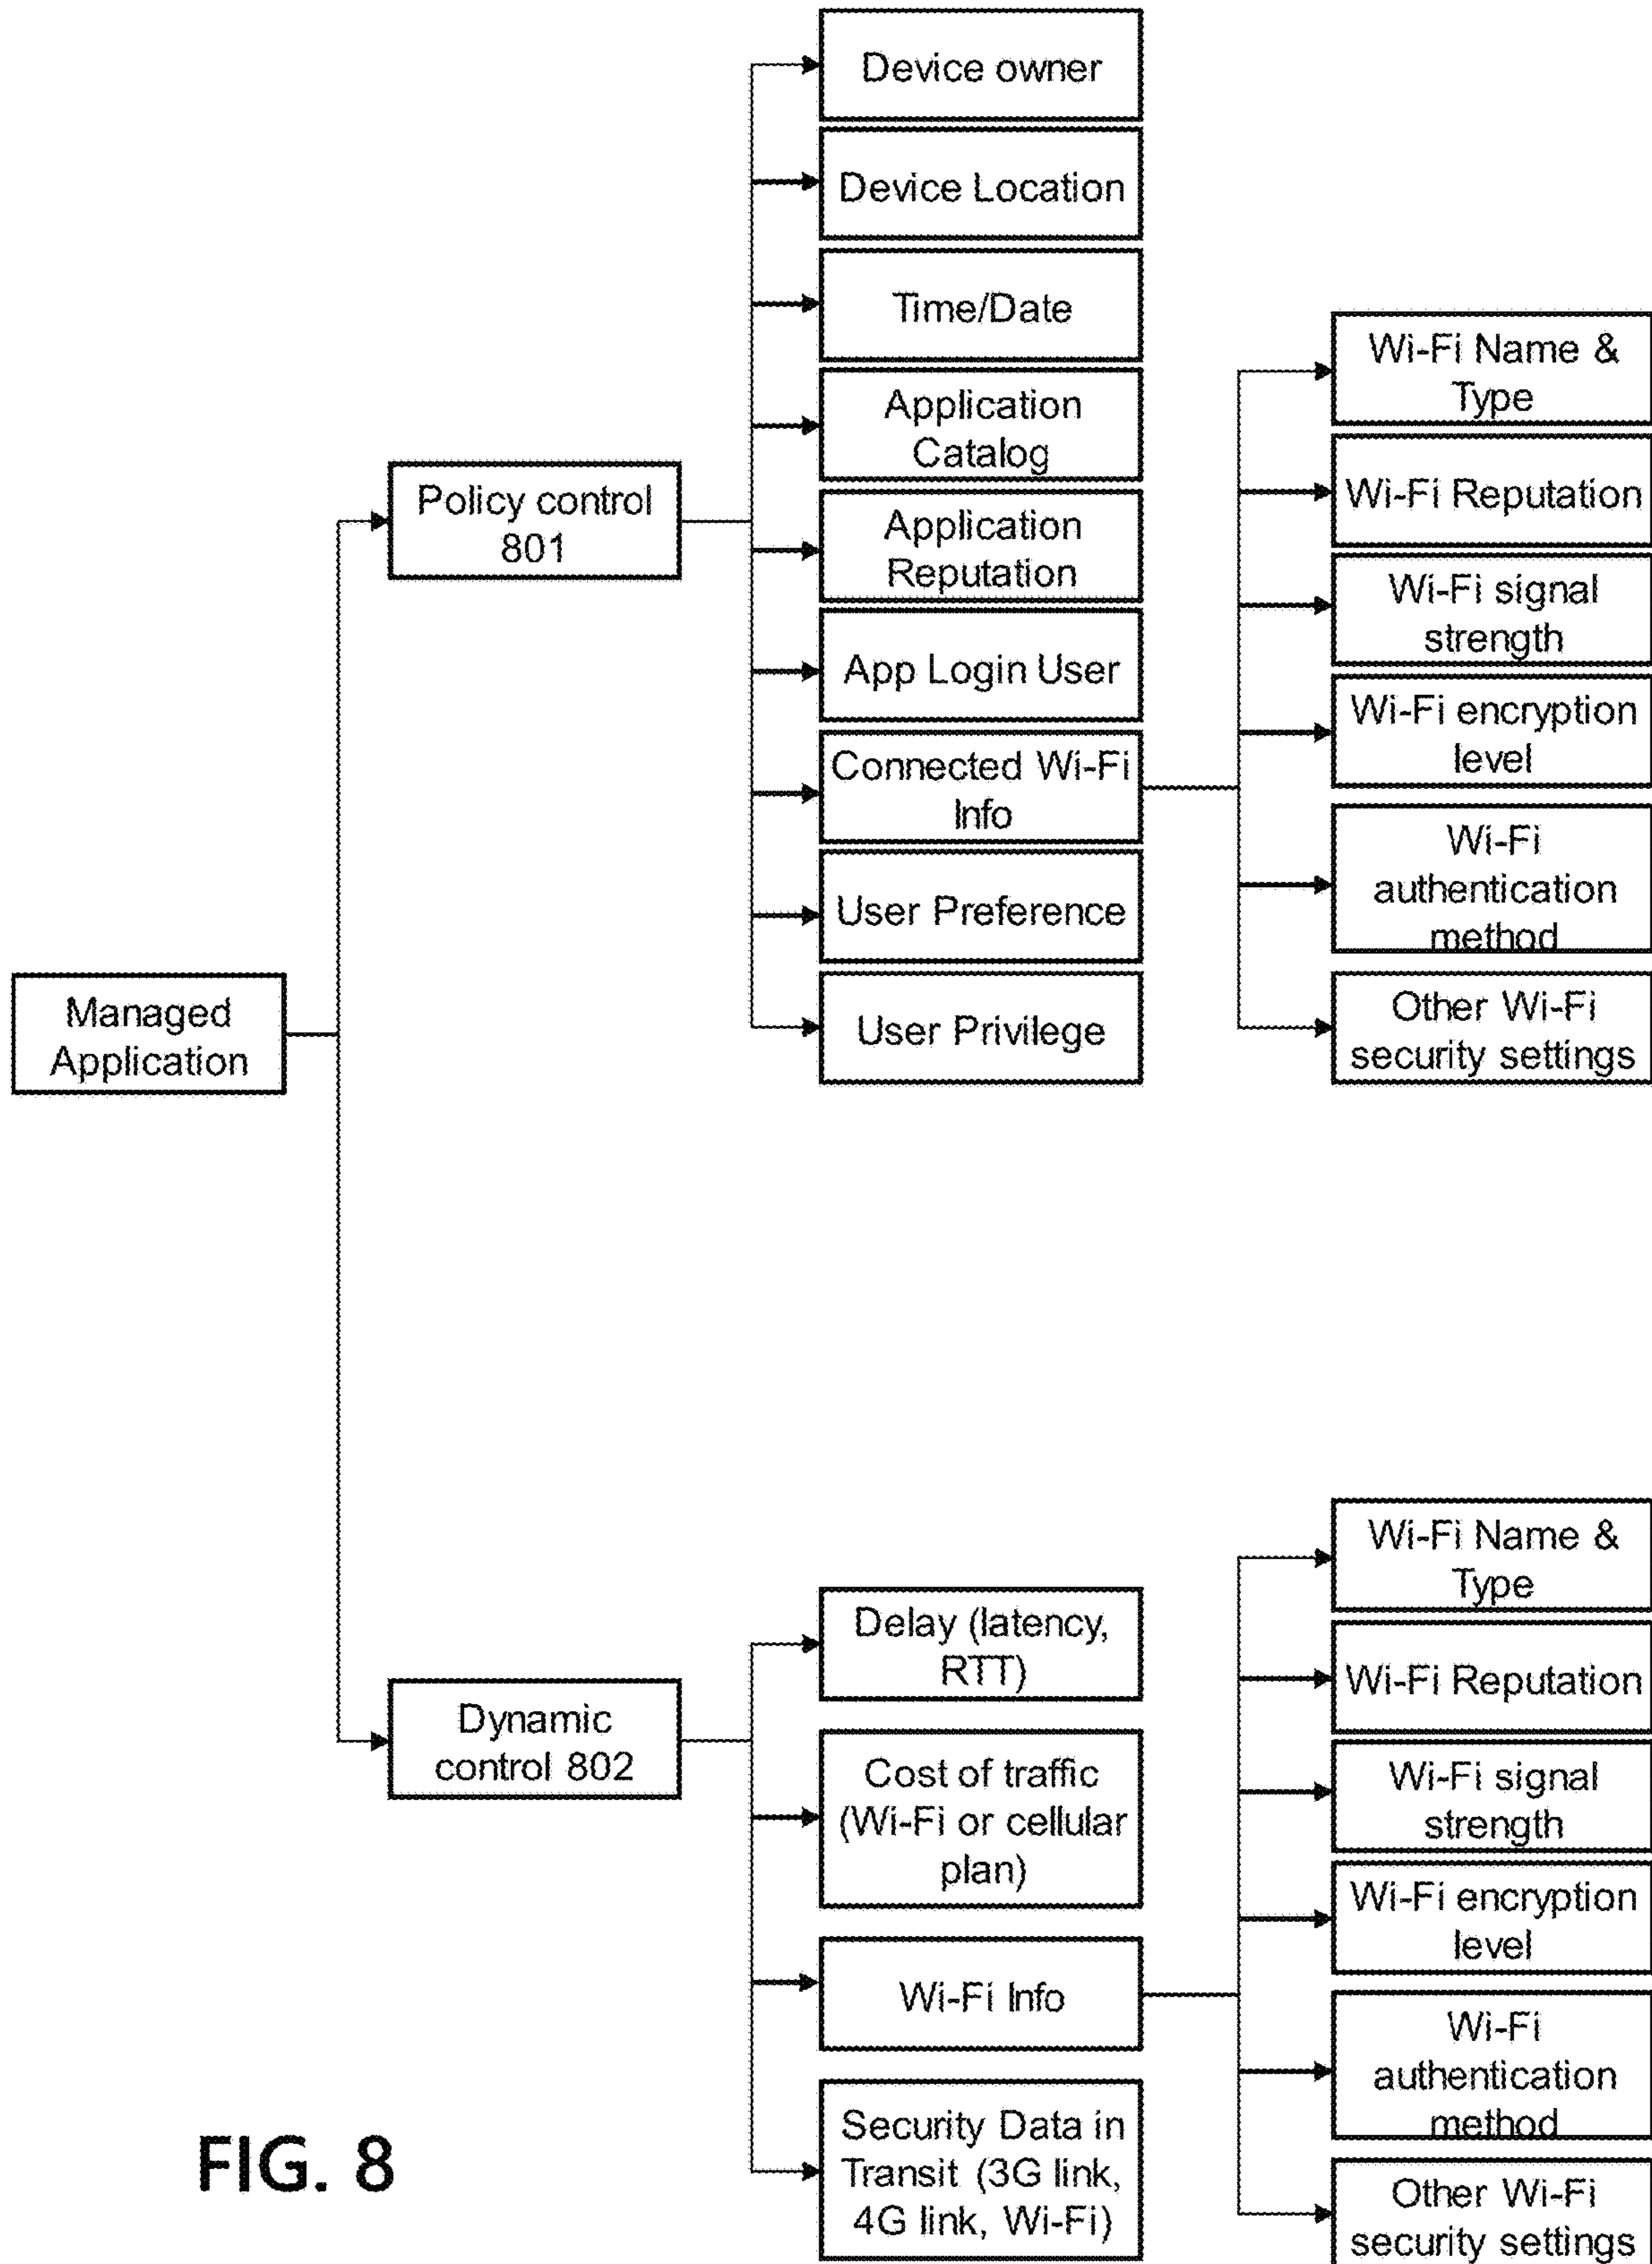 Device owner
Device Location
Time/Date
Application
Catalog
Application
Reputation
App Login User
Connected Wi-Fi
Info
User Preference
User Privilege
Wi-Fi Name &
Type
Wi-Fi Reputation
Wi-Fi signal
strength
Wi-Fi encryption
level
Wi-Fi
authentication
method
Other Wi-Fi
security settings
Policy control
801
Managed
Application
Dynamic
control 802
Delay (latency,
RTT)
Cost of traffic
(Wi-Fi or cellular
plan)
Wi-Fi Info
Security Data in
Transit (3G link,
4G link, Wi-Fi)
Wi-Fi Name &
Type
Wi-Fi Reputation
Wi-Fi signal
strength
Wi-Fi encryption
level
Wi-Fi
authentication
method
Other Wi-Fi
security settings
FIG. 8